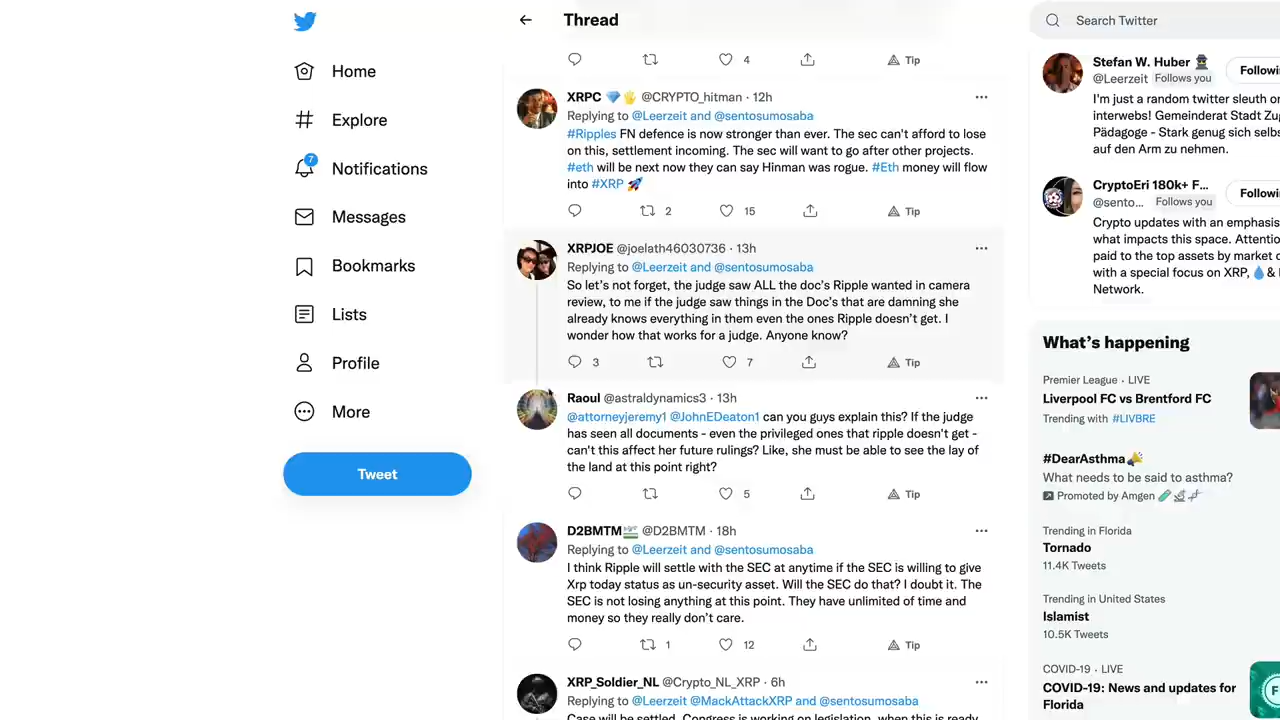 Home
Explore
7
Notifications
Messages
Bookmarks
Lists
Profile
More
Tweet
Thread
4
Tip
XRPC 💎🖐 @CRYPTO_hitman · 12h
Replying to @Leerzeit and @sentosumosaba
#Ripples FN defence is now stronger than ever. The sec can't afford to lose
on this, settlement incoming. The sec will want to go after other projects.
#eth will be next now they can say Hinman was rogue. #Eth money will flow
into #XRP 🚀
2
15
Tip
XRPJOE @joelath46030736 · 13h
Replying to @Leerzeit and @sentosumosaba
So let's not forget, the judge saw ALL the doc's Ripple wanted in camera
review, to me if the judge saw things in the Doc's that are damning she
already knows everything in them even the ones Ripple doesn't get. I
wonder how that works for a judge. Anyone know?
3
7
Tip
Raoul @astraldynamics3 · 13h
@attorneyjeremy1 @JohnEDeaton1 can you guys explain this? If the judge
has seen all documents - even the privileged ones that ripple doesn't get -
can't this affect her future rulings? Like, she must be able to see the lay of
the land at this point right?
5
Tip
D2BMTM @D2BMTM · 18h
Replying to @Leerzeit and @sentosumosaba
I think Ripple will settle with the SEC at anytime if the SEC is willing to give
Xrp today status as un-security asset. Will the SEC do that? I doubt it. The
SEC is not losing anything at this point. They have unlimited of time and
money so they really don't care.
1
12
Tip
XRP_Soldier_NL @Crypto_NL_XRP · 6h
Replying to @Leerzeit @MackAttackXRP and @sentosumosaba
Case will be settled. Congress is working on legislation, when this is ready
Search Twitter
Stefan W. Huber
@Leerzeit Follows you
Followin
I'm just a random twitter sleuth on
interwebs! Gemeinderat Stadt Zug
Pädagoge - Stark genug sich selbs
auf den Arm zu nehmen.
CryptoEri 180k+ F...
@sento... Follows you
Followin
Crypto updates with an emphasis
what impacts this space. Attentio
paid to the top assets by market c
with a special focus on XRP, 💧&
Network.
What's happening
Premier League · LIVE
Liverpool FC vs Brentford FC
Trending with #LIVBRE
#DearAsthma
What needs to be said to asthma?
Promoted by Amgen
Trending in Florida
Tornado
11.4K Tweets
Trending in United States
Islamist
10.5K Tweets
COVID-19 · LIVE
COVID-19: News and updates for
Florida